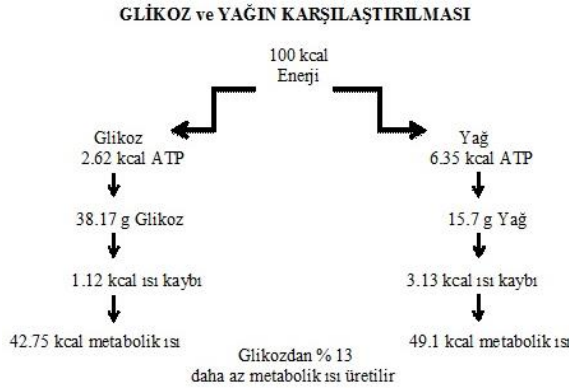 GLİKOZ ve YAĞIN KARŞILAŞTIRILMASI
100 kcal
Enerji
Glikoz
2.62 kcal ATP
38.17 g Glikoz
1.12 kcal ısı kaybı
42.75 kcal metabolik ısı
Yağ
6.35 kcal ATP
15.7 g Yağ
3.13 kcal ısı kaybı
49.1 kcal metabolik ısı
Glikozdan % 13
daha az metabolik ısı üretilir